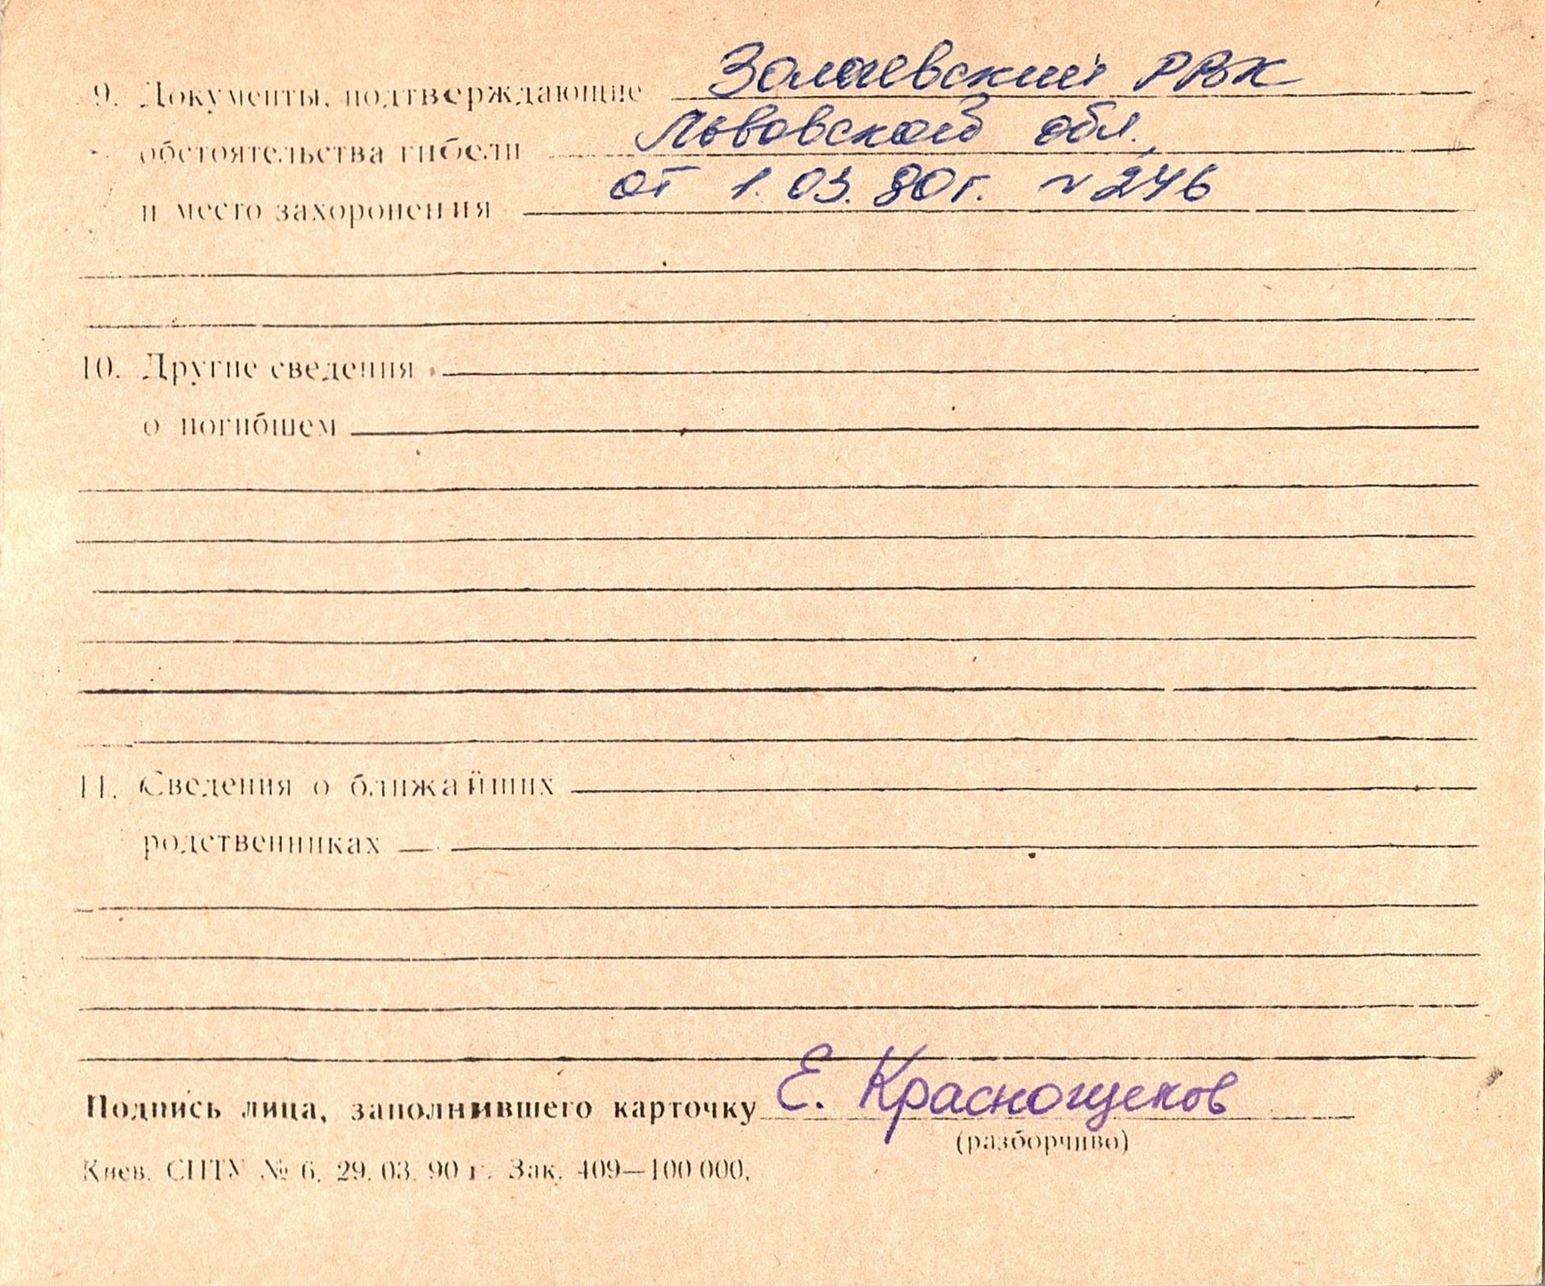 9. Документы, подтверждающие Золочевский РВК
обстоятельства гибели Львовской обл.,
и место захоронения от 1.03.80г. № 246
10. Другие сведения
о погибшем
11. Сведения о ближайших
родственниках
Подпись лица, заполнившего карточку Е. Краснощеков
(разборчиво)
Киев. СПТУ № 6. 29.03.90 г. Зак. 409—100 000.